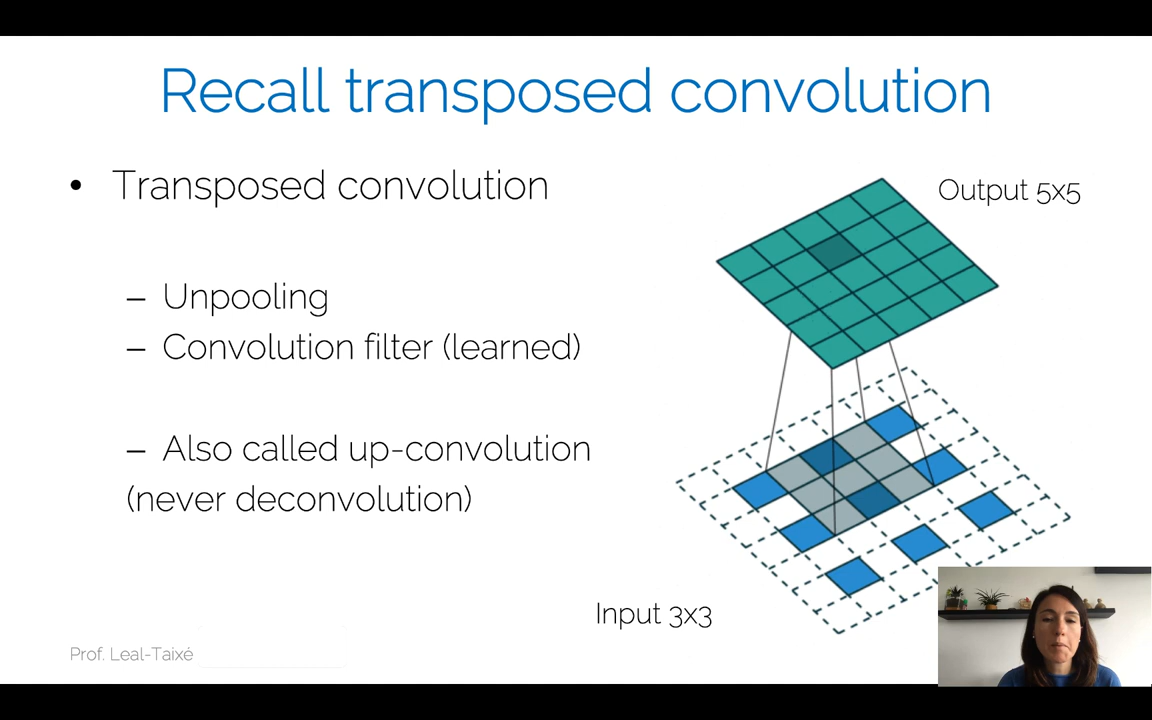 Recall transposed convolution
• Transposed convolution
– Unpooling
– Convolution filter (learned)
– Also called up-convolution
(never deconvolution)
Output 5x5
Input 3x3
Prof. Leal-Taixé